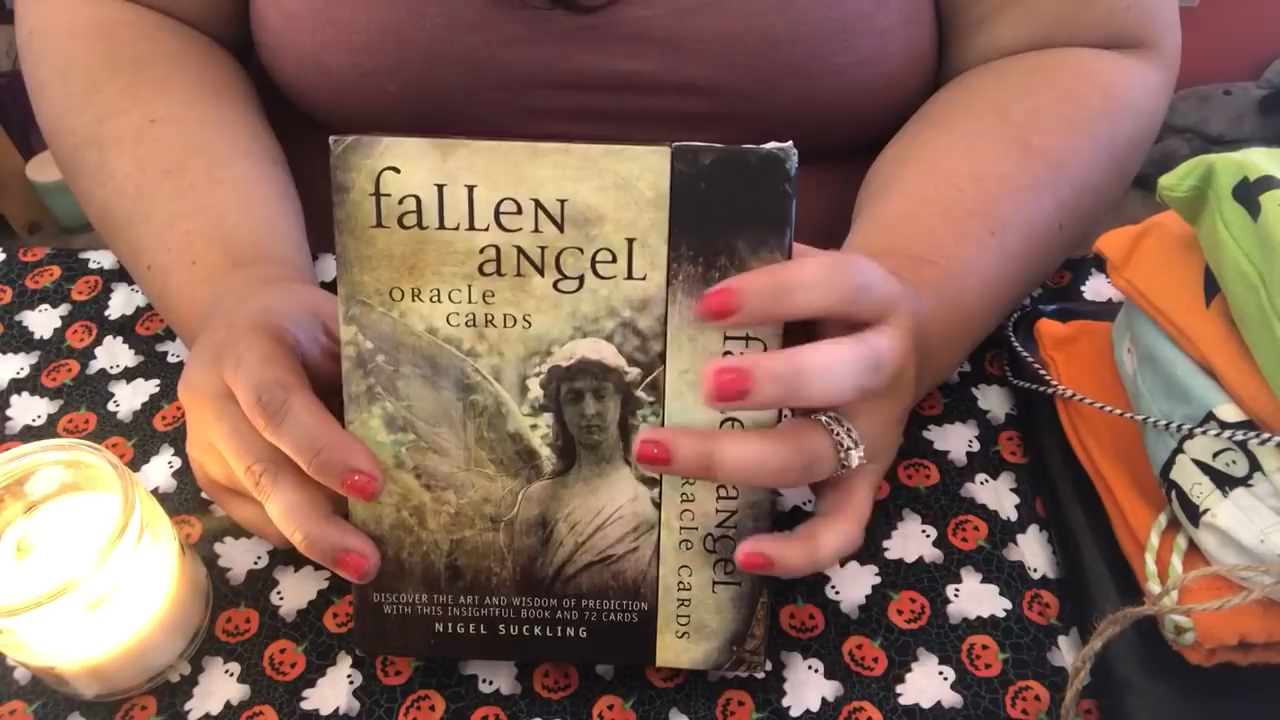 fallen
angel
oracle
cards
DISCOVER THE ART AND WISDOM OF PREDICTION
WITH THIS INSIGHTFUL BOOK AND 72 CARDS
NIGEL SUCKLING
angel
cards